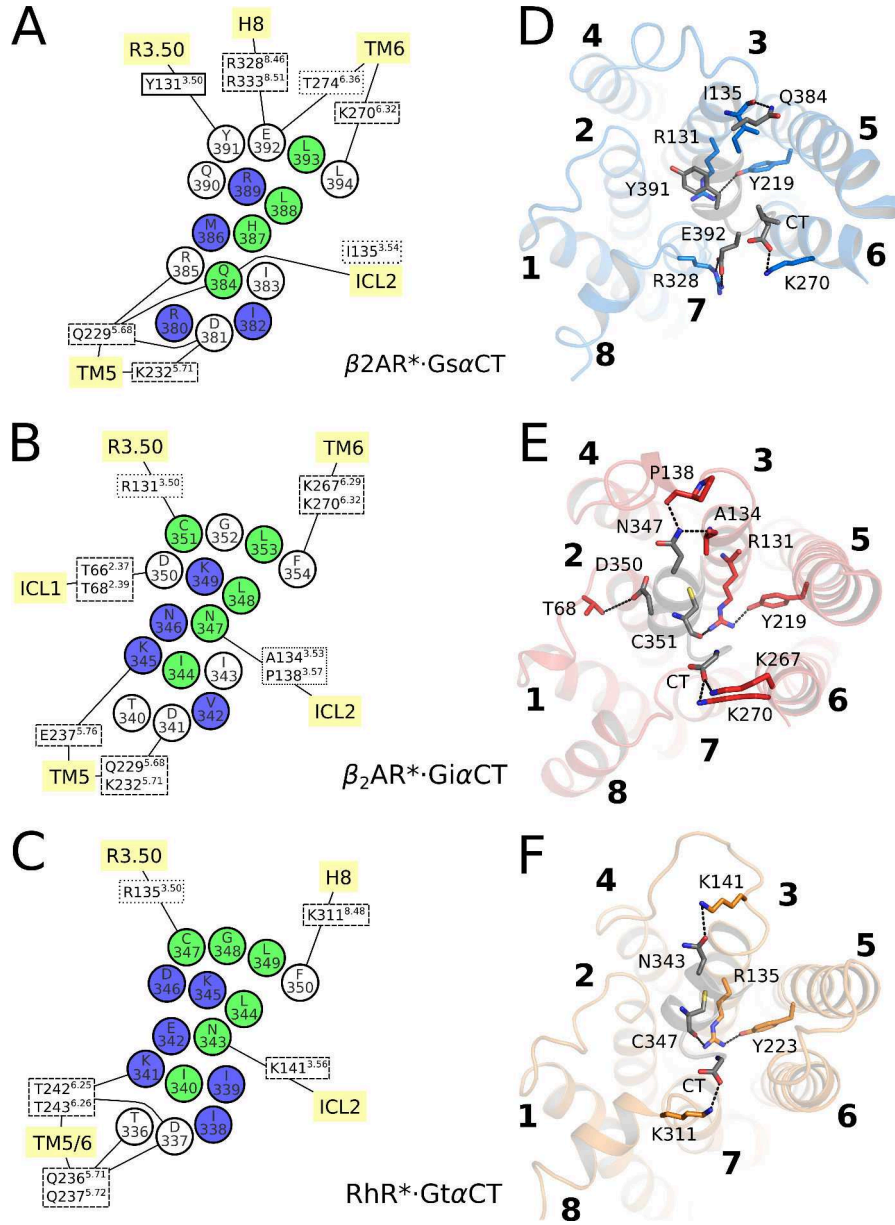 A
R3.50
H8
TM6
Y131^3.50
R328^8.46
R333^8.51
T274^6.36
K270^6.32
Y 391
E 392
L 393
L 394
Q 390
R 389
L 388
M 386
H 387
I135^3.54
R 385
Q 384
I 383
ICL2
R 380
D 381
I 382
Q229^5.68
TM5
K232^5.71
β2AR*·GsαCT
B
R3.50
TM6
R131^3.50
K267^6.29
K270^6.32
C 351
G 352
L 353
F 354
ICL1
T66^2.37
T68^2.39
D 350
K 349
L 348
N 346
N 347
A134^3.53
P138^3.57
K 345
I 344
I 343
ICL2
T 340
D 341
V 342
E237^5.76
TM5
Q229^5.68
K232^5.71
β₂AR*·GiαCT
C
R3.50
H8
R135^3.50
K311^8.48
C 347
G 348
L 349
F 350
D 346
K 345
L 344
E 342
N 343
K141^3.56
K 341
I 340
I 339
ICL2
T242^6.25
T243^6.26
T 336
D 337
I 338
TM5/6
Q236^5.71
Q237^5.72
RhR*·GtαCT
D
4
3
I135
Q384
2
R131
5
Y391
Y219
E392
CT
1
R328
6
7
K270
8
E
4
P138
3
N347
A134
2
D350
R131
5
T68
Y219
C351
CT
K267
1
6
K270
7
8
F
K141
4
3
N343
2
R135
5
C347
Y223
CT
1
6
K311
7
8